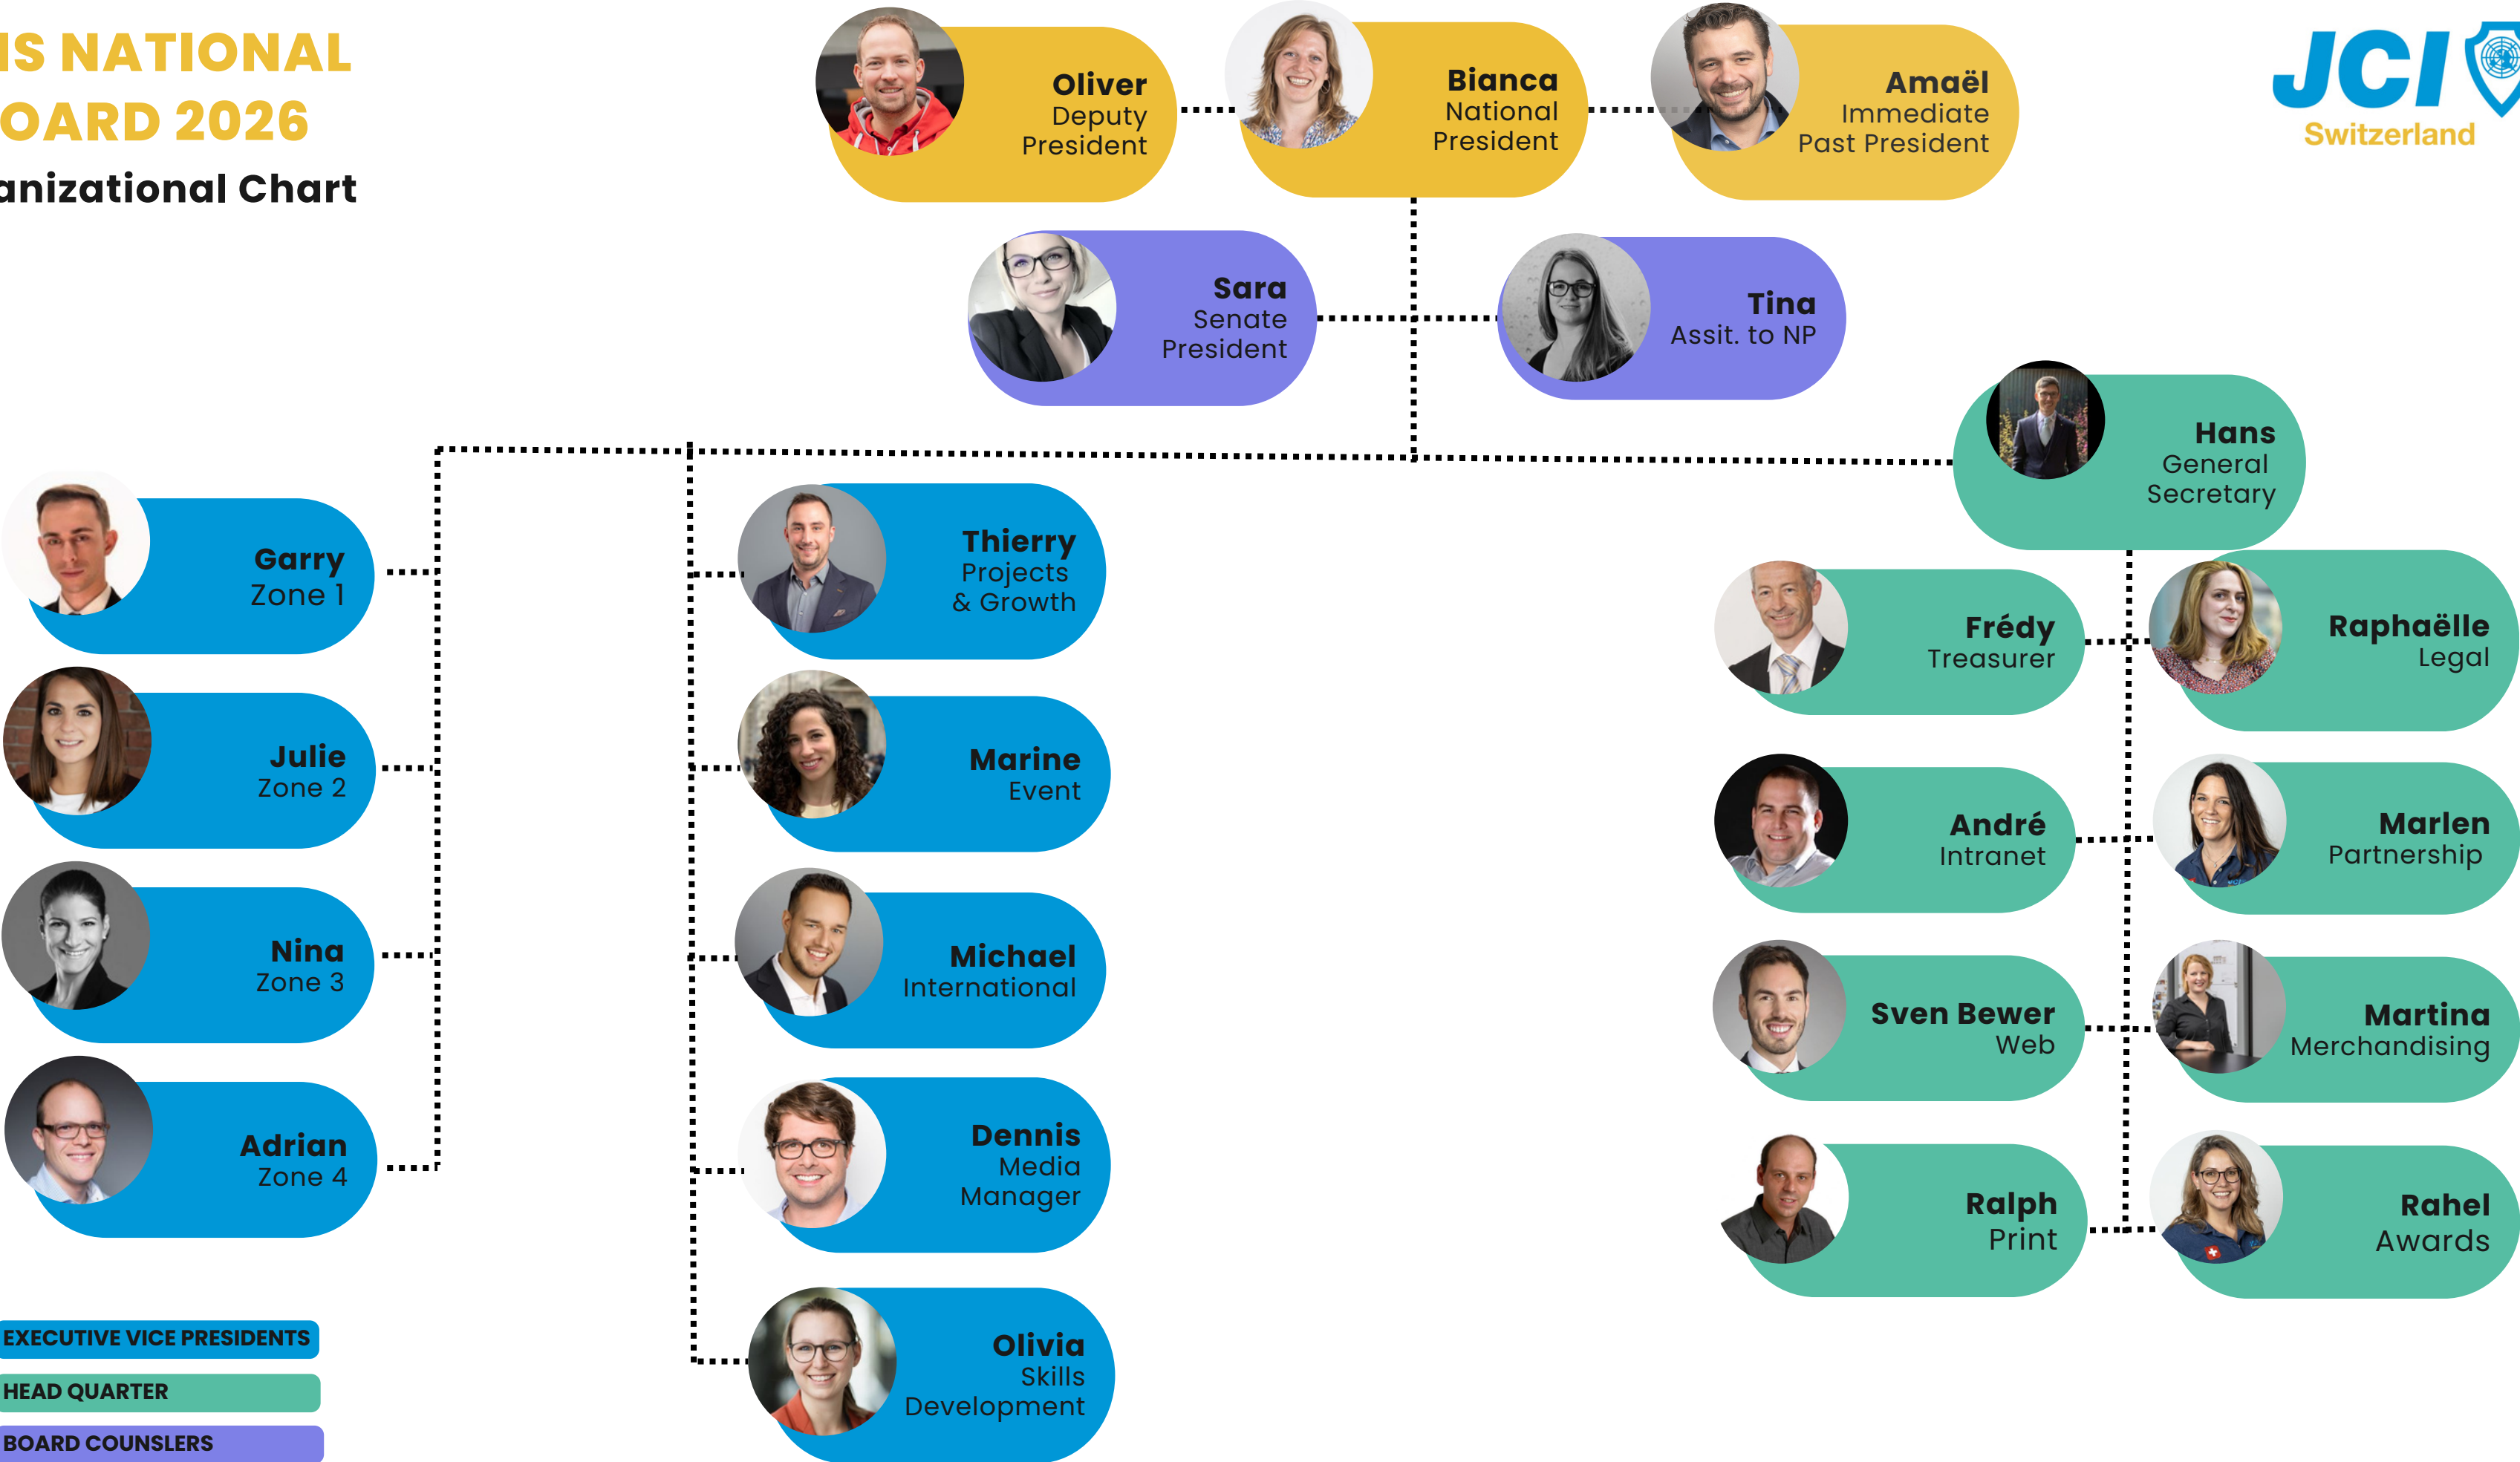 IS NATIONAL
OARD 2026
anizational Chart
Oliver
Deputy
President
Bianca
National
President
Amaël
Immediate
Past President
JCI
Switzerland
Sara
Senate
President
Tina
Assit. to NP
Hans
General
Secretary
Garry
Zone 1
Julie
Zone 2
Nina
Zone 3
Adrian
Zone 4
Thierry
Projects
& Growth
Marine
Event
Michael
International
Dennis
Media
Manager
Olivia
Skills
Development
Frédy
Treasurer
Raphaëlle
Legal
André
Intranet
Marlen
Partnership
Sven Bewer
Web
Martina
Merchandising
Ralph
Print
Rahel
Awards
EXECUTIVE VICE PRESIDENTS
HEAD QUARTER
BOARD COUNSLERS